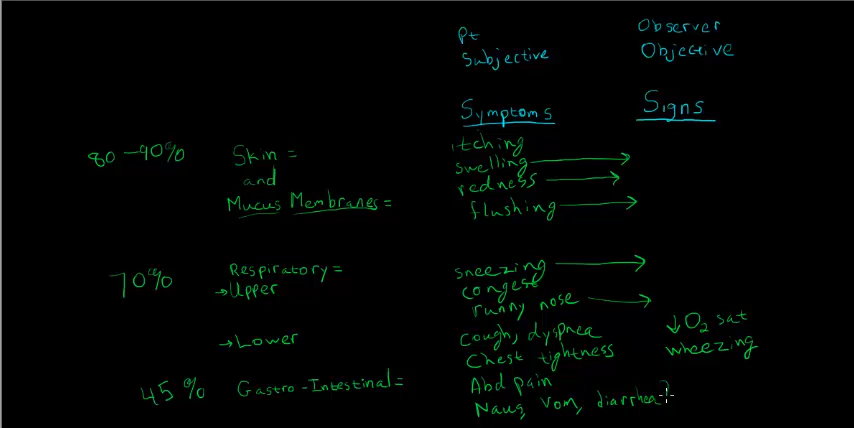 Pt Observer
Subjective Objective
Symptoms Signs
itching
80-90% Skin = swelling
and redness
Mucus Membranes = flushing
Respiratory = sneezing
70% →Upper congest
runny nose
→Lower Cough, dyspnea ↓O2 sat
Chest tightness wheezing
45% Gastro-Intestinal = Abd pain
Naus, Vom, diarrhea